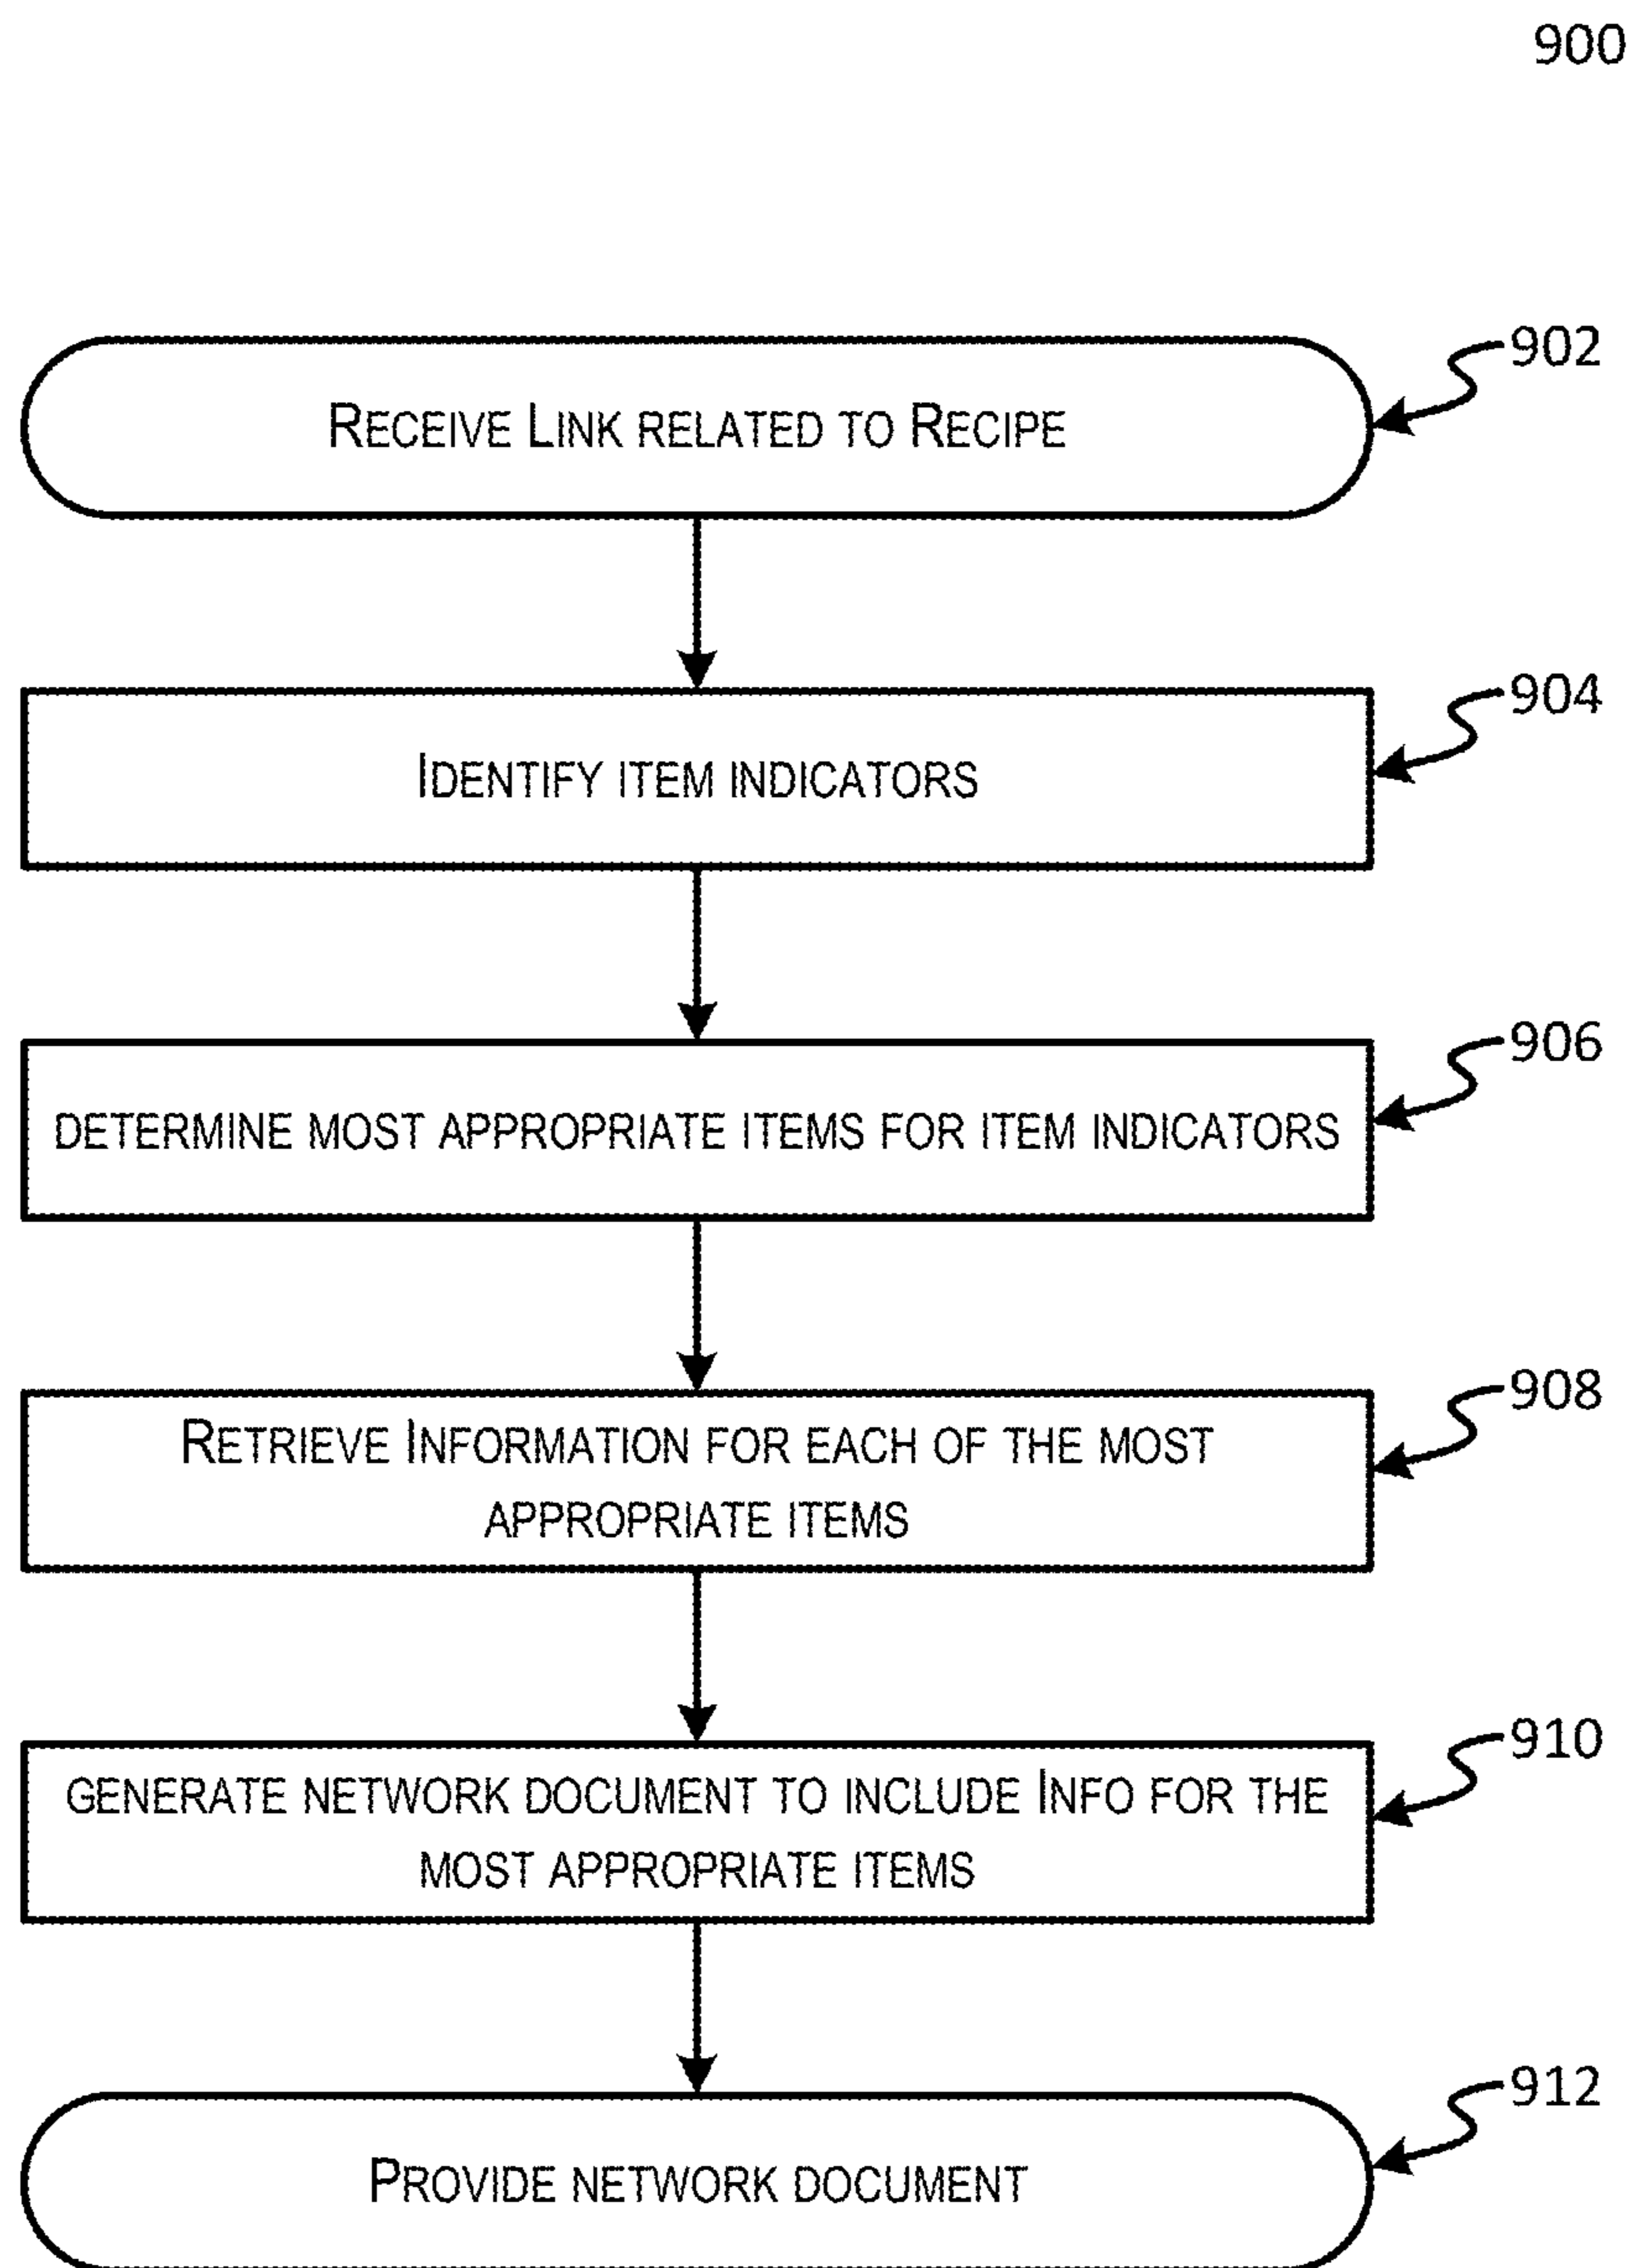 900
Receive Link related to Recipe
902
Identify item indicators
904
determine most appropriate items for item indicators
906
Retrieve Information for each of the most
appropriate items
908
generate network document to include Info for the
most appropriate items
910
Provide network document
912